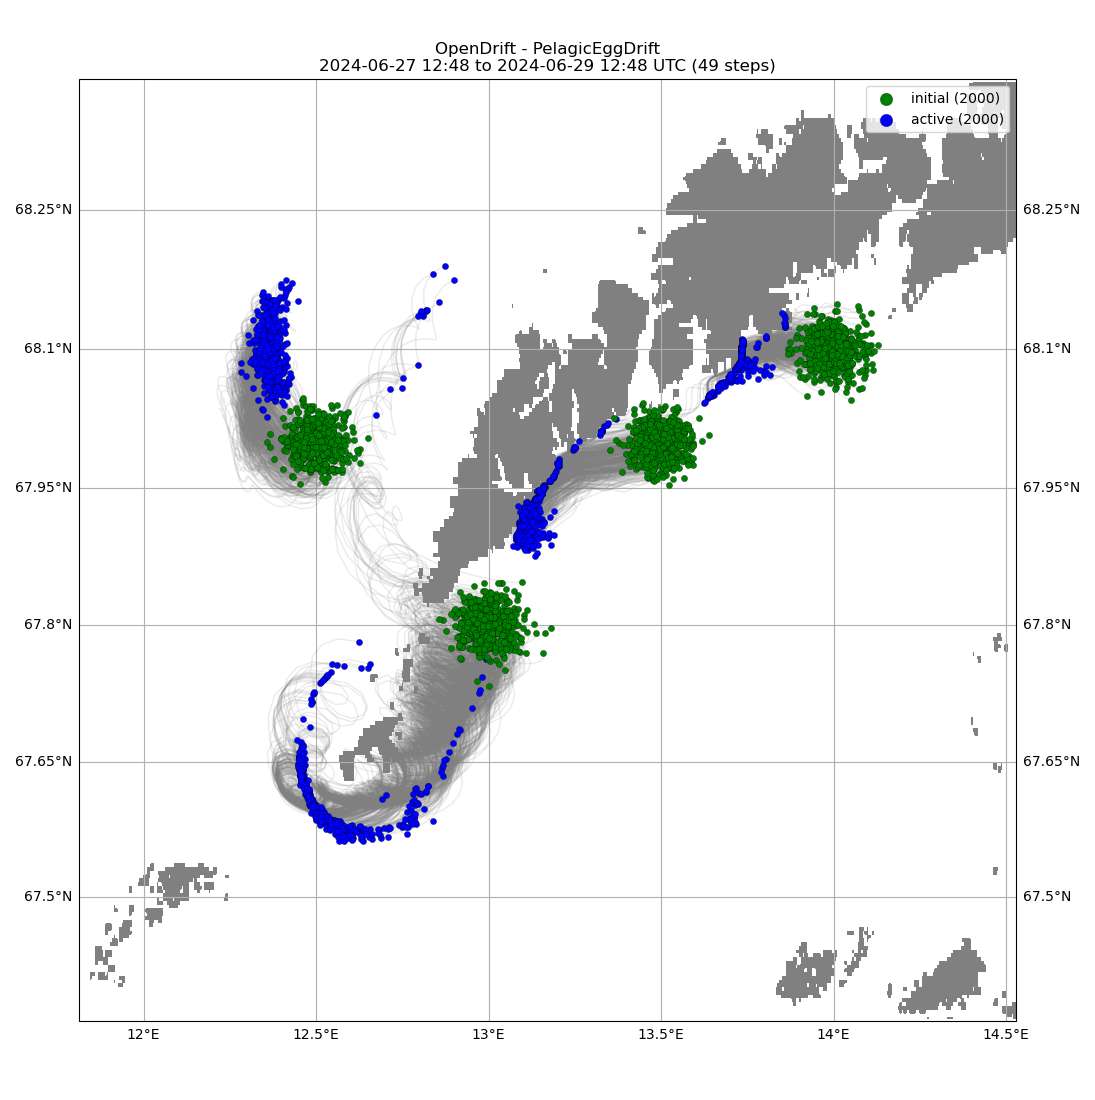 OpenDrift - PelagicEggDrift
2024-06-27 12:48 to 2024-06-29 12:48 UTC (49 steps)
initial (2000)
active (2000)
68.25°N
68.25°N
68.1°N
68.1°N
67.95°N
67.95°N
67.8°N
67.8°N
67.65°N
67.65°N
67.5°N
67.5°N
12°E
12.5°E
13°E
13.5°E
14°E
14.5°E